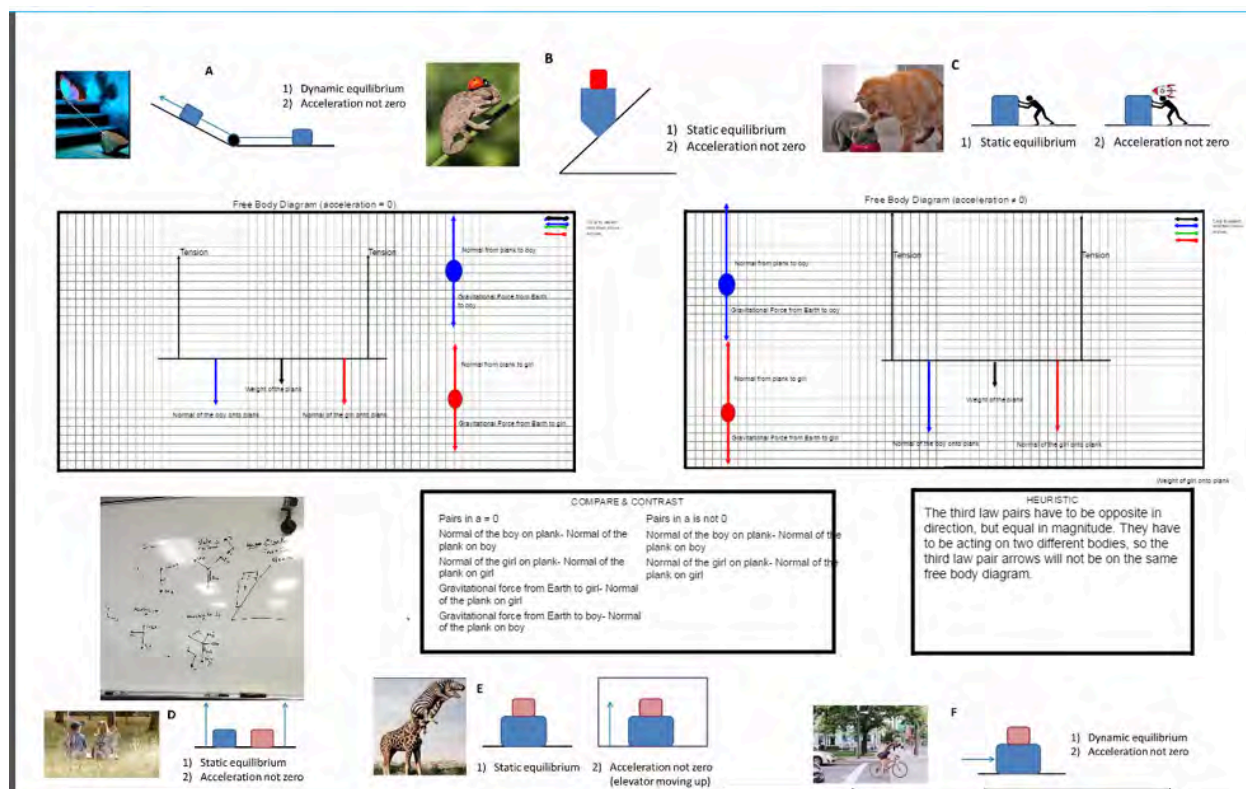 A
1) Dynamic equilibrium
2) Acceleration not zero
B
1) Static equilibrium
2) Acceleration not zero
C
1) Static equilibrium
2) Acceleration not zero
Free Body Diagram (acceleration = 0)
Tension
Tension
Normal from plank to boy
Gravitational Force from Earth
to boy
Normal from plank to girl
Weight of the plank
Normal of the boy onto plank
Normal of the girl onto plank
Gravitational Force from Earth to girl
Free Body Diagram (acceleration ≠ 0)
Tension
Tension
Normal from plank to boy
Gravitational Force from Earth to boy
Normal from plank to girl
Weight of the plank
Gravitational Force from Earth to girl
Normal of the boy onto plank
Normal of the girl onto plank
Weight of girl onto plank
COMPARE & CONTRAST
Pairs in a = 0
Normal of the boy on plank- Normal of the
plank on boy
Normal of the girl on plank- Normal of the
plank on girl
Gravitational force from Earth to girl- Normal
of the plank on girl
Gravitational force from Earth to boy- Normal
of the plank on boy
Pairs in a is not 0
Normal of the boy on plank- Normal of the
plank on boy
Normal of the girl on plank- Normal of the
plank on girl
HEURISTIC
The third law pairs have to be opposite in
direction, but equal in magnitude. They have
to be acting on two different bodies, so the
third law pair arrows will not be on the same
free body diagram.
D
1) Static equilibrium
2) Acceleration not zero
E
1) Static equilibrium
2) Acceleration not zero
(elevator moving up)
F
1) Dynamic equilibrium
2) Acceleration not zero